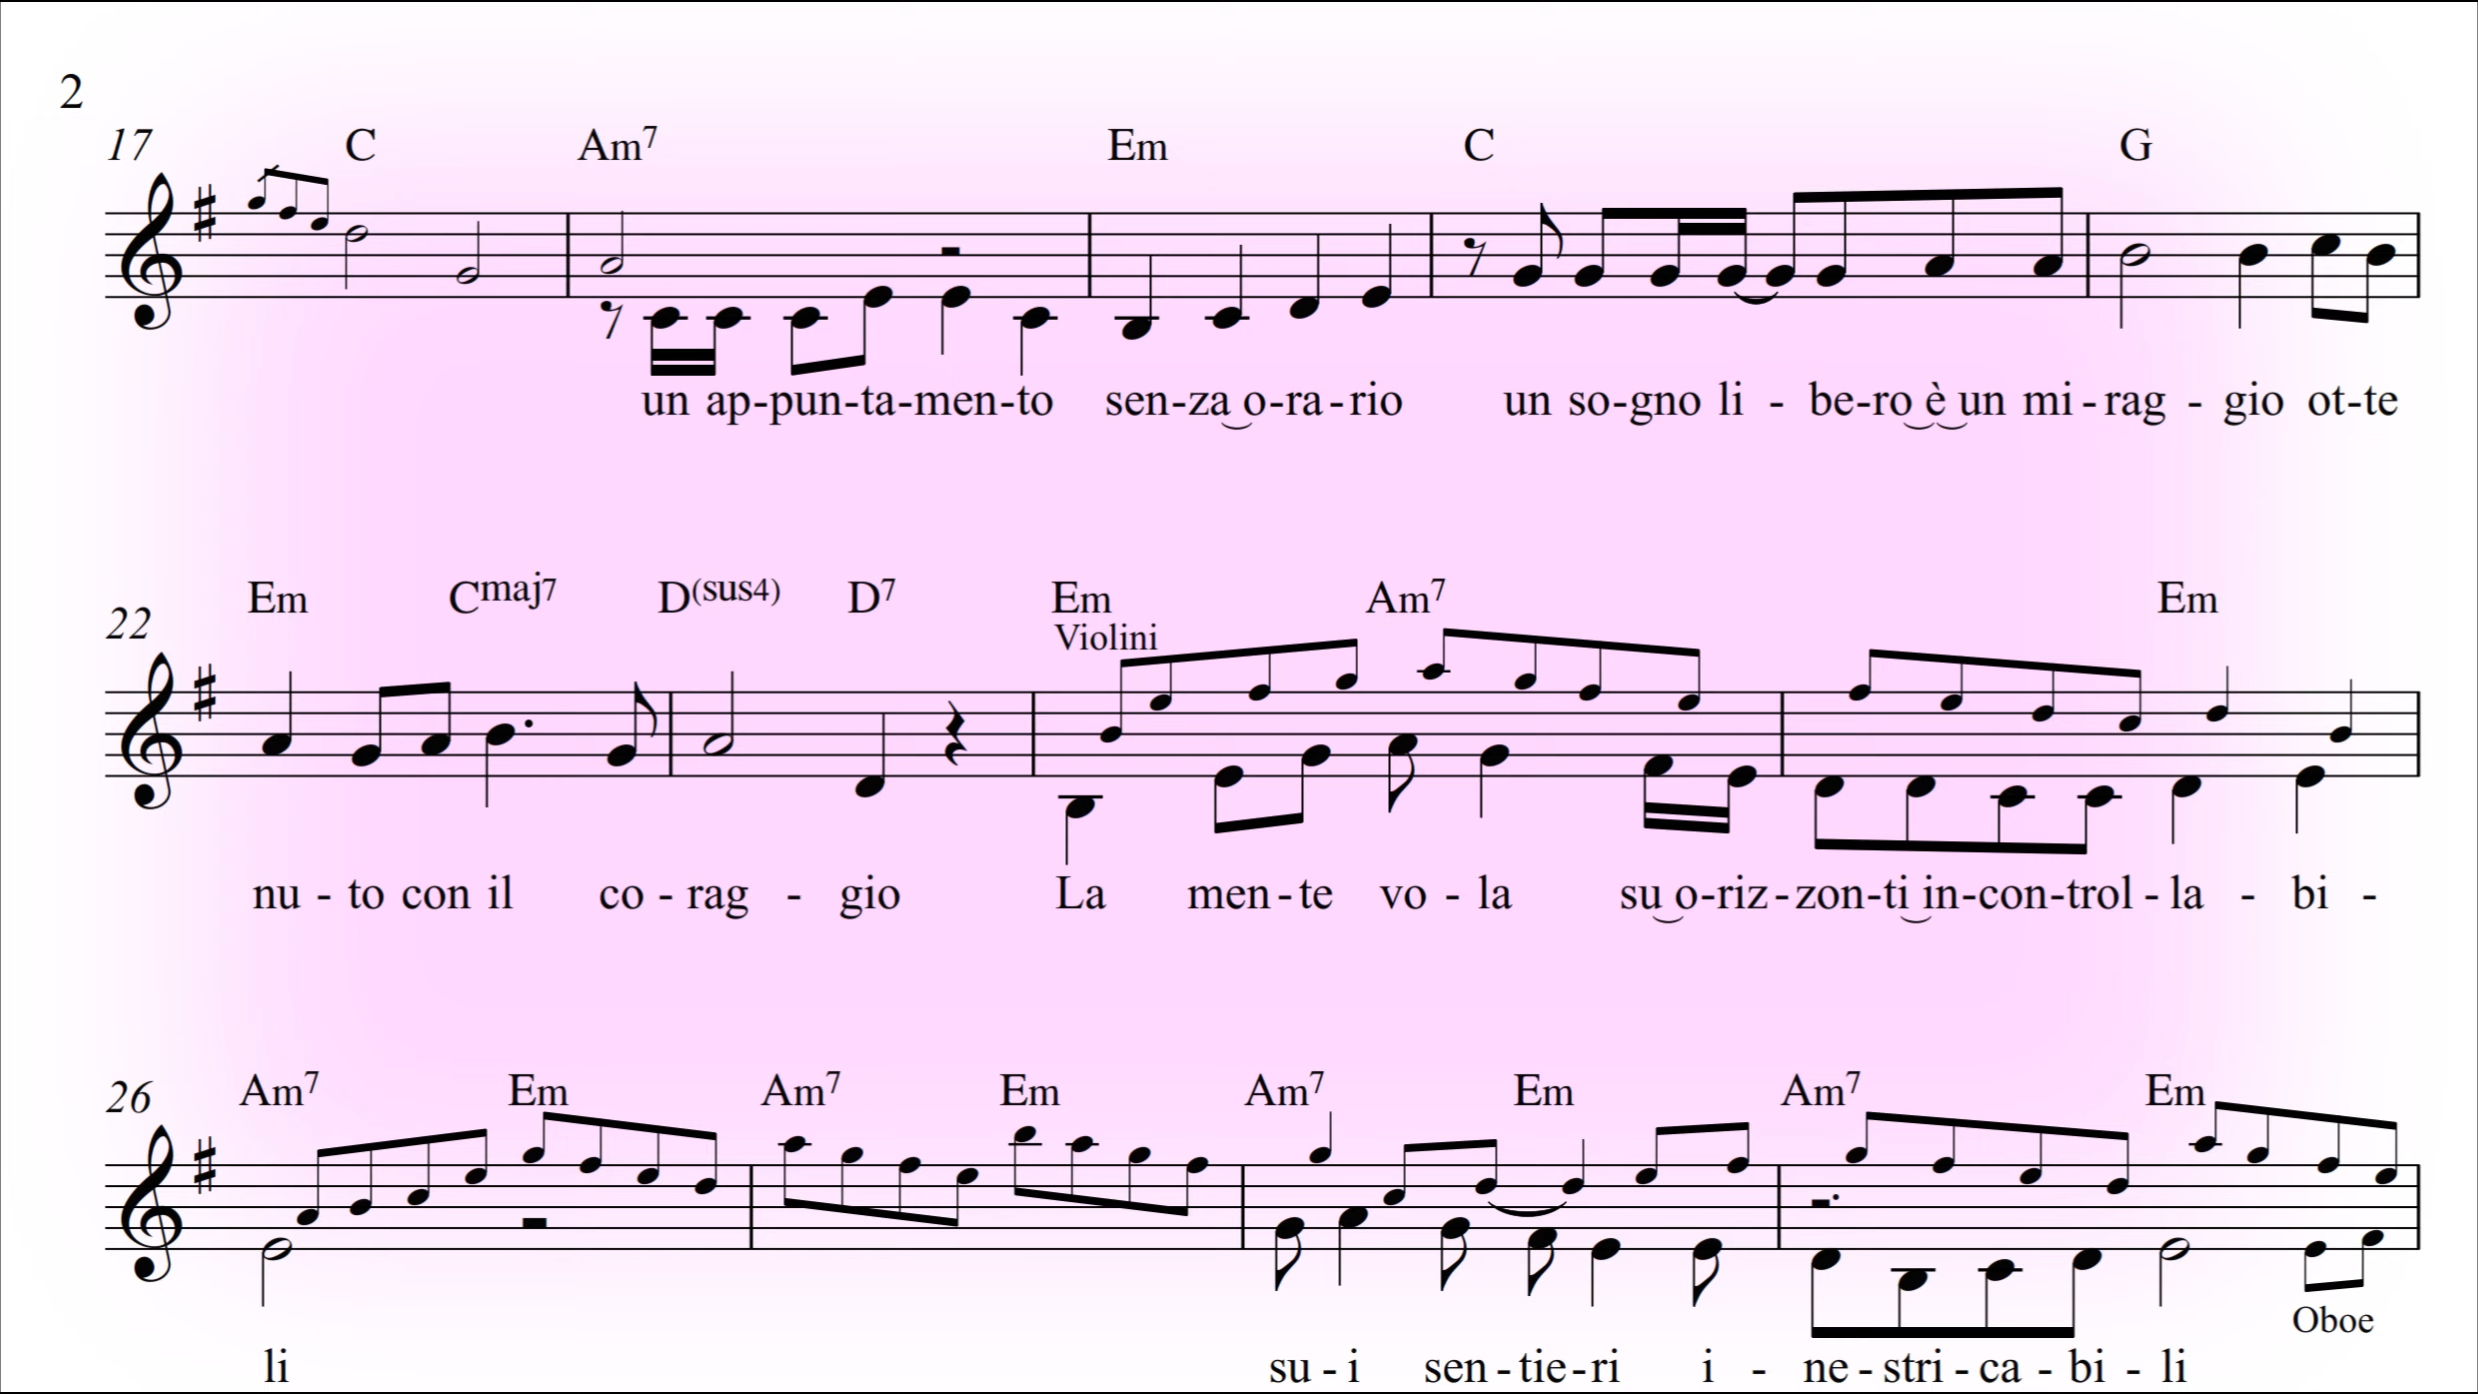 2
17 C Am7 Em C G
un ap-pun-ta-men-to sen-za o-ra-rio un so-gno li - be-ro è un mi-rag - gio ot-te
22 Em Cmaj7 D(sus4) D7 Em Am7 Em
Violini
nu - to con il co - rag - gio La men-te vo - la su o-riz-zon-ti in-con-trol-la - bi -
26 Am7 Em Am7 Em Am7 Em Am7 Em
Oboe
li su - i sen-tie-ri i - ne-stri-ca - bi - li